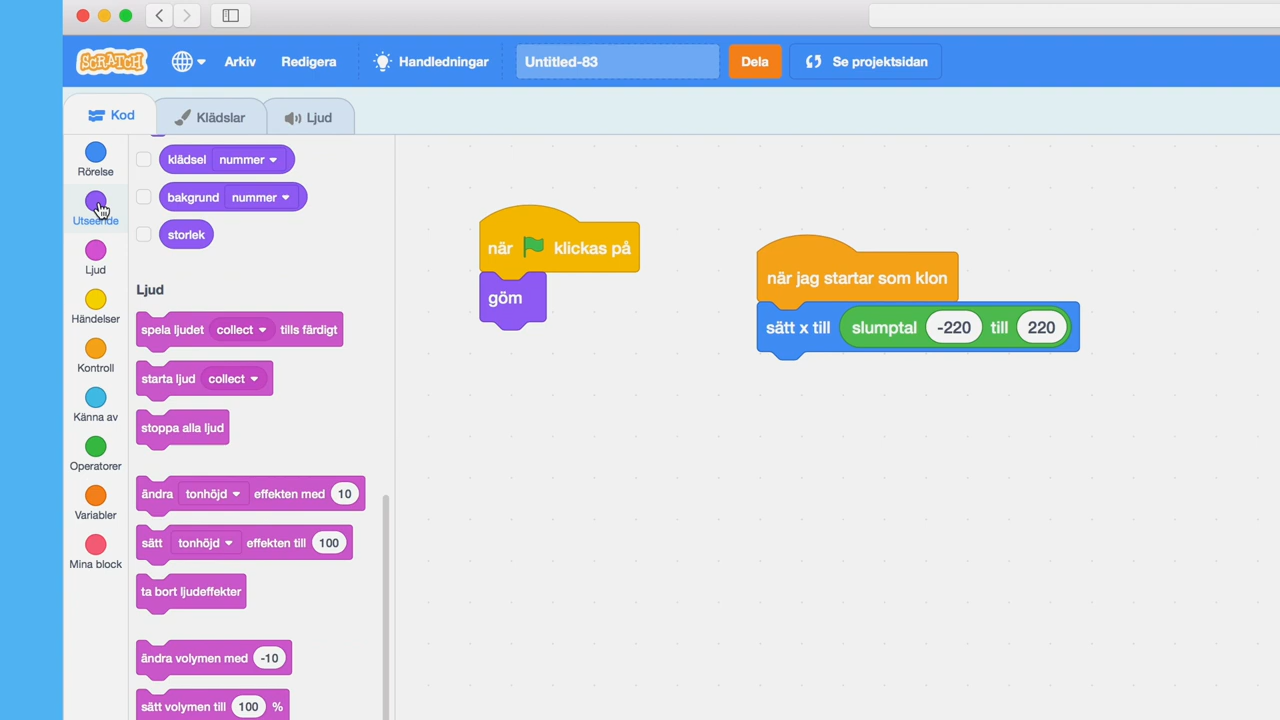 SCRATCH
Arkiv
Redigera
Handledningar
Untitled-83
Dela
Se projektsidan
Kod
Klädslar
Ljud
Rörelse
Utseende
Ljud
Händelser
Kontroll
Känna av
Operatorer
Variabler
Mina block
klädsel nummer
bakgrund nummer
storlek
Ljud
spela ljudet collect tills färdigt
starta ljud collect
stoppa alla ljud
ändra tonhöjd effekten med 10
sätt tonhöjd effekten till 100
ta bort ljudeffekter
ändra volymen med -10
sätt volymen till 100 %
när klickas på
göm
när jag startar som klon
sätt x till slumptal -220 till 220